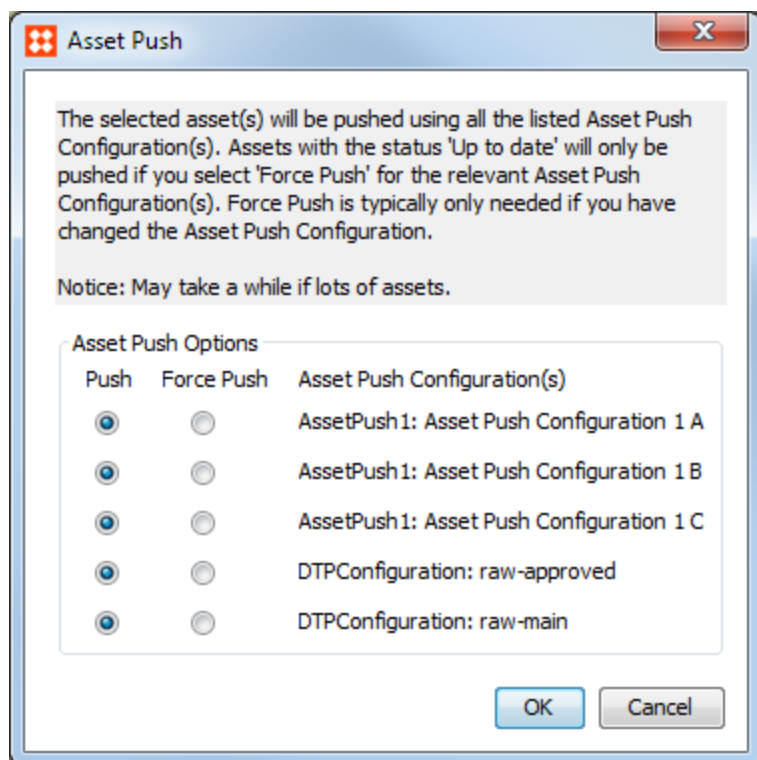 Asset Push
The selected asset(s) will be pushed using all the listed Asset Push
Configuration(s). Assets with the status 'Up to date' will only be
pushed if you select 'Force Push' for the relevant Asset Push
Configuration(s). Force Push is typically only needed if you have
changed the Asset Push Configuration.
Notice: May take a while if lots of assets.
Asset Push Options
Push Force Push Asset Push Configuration(s)
AssetPush1: Asset Push Configuration 1 A
AssetPush1: Asset Push Configuration 1 B
AssetPush1: Asset Push Configuration 1 C
DTPConfiguration: raw-approved
DTPConfiguration: raw-main
OK Cancel